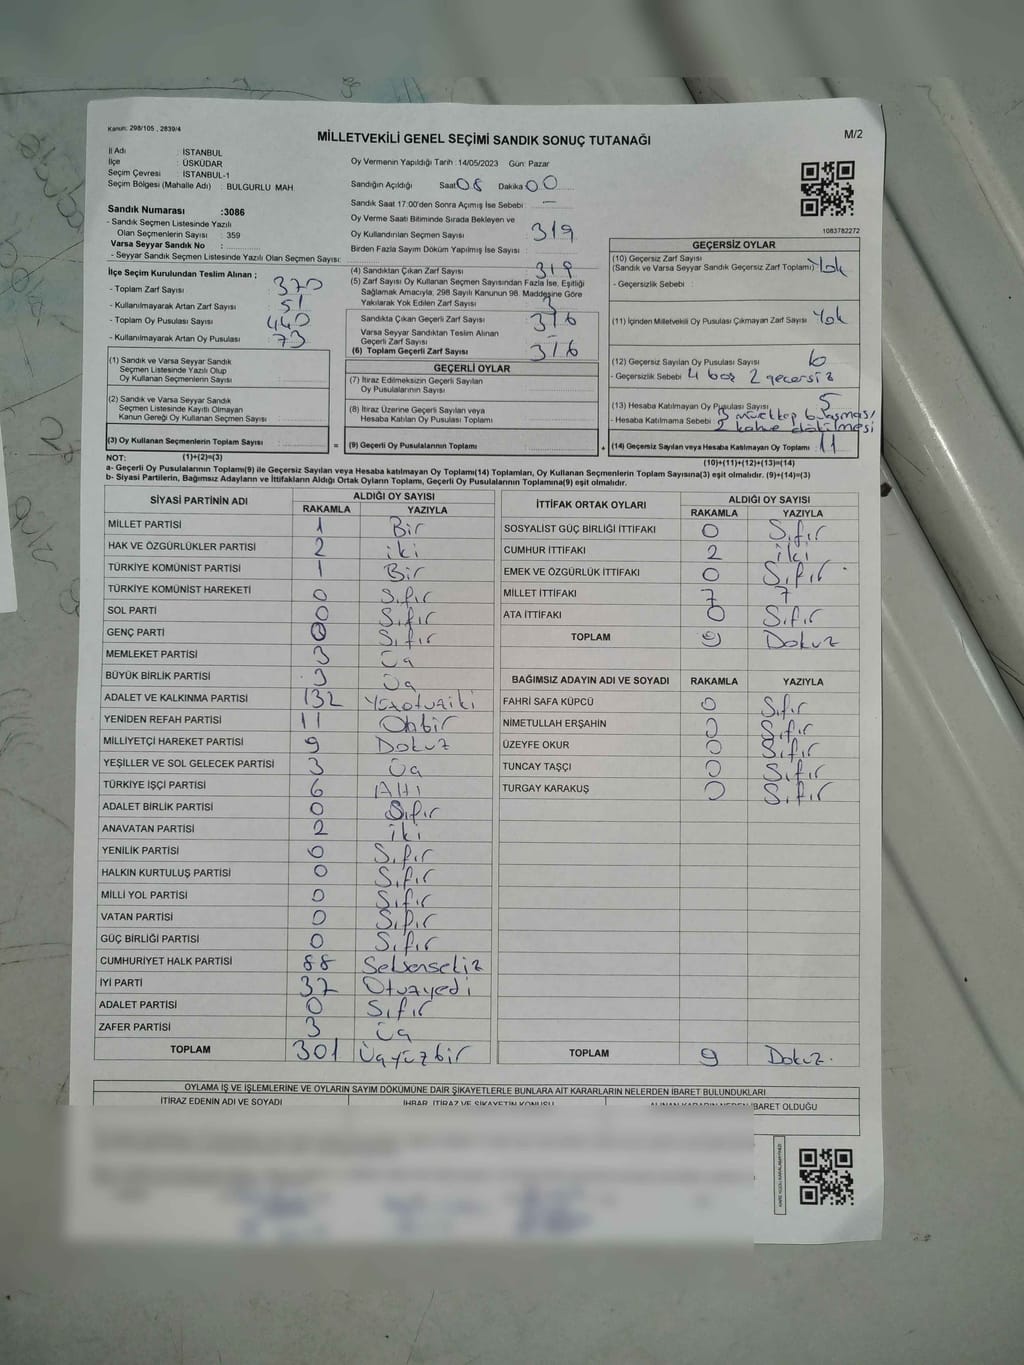 Kanun: 298/105 , 2839/4
MİLLETVEKİLİ GENEL SEÇİMİ SANDIK SONUÇ TUTANAĞI
M/2
İl Adı : İSTANBUL
İlçe : ÜSKÜDAR
Seçim Çevresi : İSTANBUL-1
Seçim Bölgesi (Mahalle Adı) : BULGURLU MAH.
Oy Vermenin Yapıldığı Tarih : 14/05/2023 Gün: Pazar
Sandığın Açıldığı Saat 08 Dakika 00
Sandık Saat 17:00'den Sonra Açılmış İse Sebebi : -
Oy Verme Saati Bitiminde Sırada Bekleyen ve
Oy Kullandırılan Seçmen Sayısı : 319
Birden Fazla Sayım Döküm Yapılmış İse Sayısı :
Sandık Numarası :3086
- Sandık Seçmen Listesinde Yazılı
Olan Seçmenlerin Sayısı : 359
Varsa Seyyar Sandık No :
- Seyyar Sandık Seçmen Listesinde Yazılı Olan Seçmen Sayısı:
İlçe Seçim Kurulundan Teslim Alınan ;
- Toplam Zarf Sayısı : 370
- Kullanılmayarak Artan Zarf Sayısı : 51
- Toplam Oy Pusulası Sayısı : 440
- Kullanılmayarak Artan Oy Pusulası : 73
(4) Sandıktan Çıkan Zarf Sayısı : 319
(5) Zarf Sayısı Oy Kullanan Seçmen Sayısından Fazla İse, Eşitliği
Sağlamak Amacıyla; 298 Sayılı Kanunun 98. Maddesine Göre
Yakılarak Yok Edilen Zarf Sayısı : 3
Sandıkta Çıkan Geçerli Zarf Sayısı : 316
Varsa Seyyar Sandıktan Teslim Alınan
Geçerli Zarf Sayısı :
(6) Toplam Geçerli Zarf Sayısı : 316
1083782272
GEÇERSİZ OYLAR
(10) Geçersiz Zarf Sayısı
(Sandık ve Varsa Seyyar Sandık Geçersiz Zarf Toplamı) : Yok
- Geçersizlik Sebebi :
(11) İçinden Milletvekili Oy Pusulası Çıkmayan Zarf Sayısı : Yok
(12) Geçersiz Sayılan Oy Pusulası Sayısı : 6
- Geçersizlik Sebebi : 4 boş 2 geçersiz
(13) Hesaba Katılmayan Oy Pusulası Sayısı : 5
- Hesaba Katılmama Sebebi : 3 mürekkep bulaşması
2 kahve dökülmesi
(1) Sandık ve Varsa Seyyar Sandık
Seçmen Listesinde Yazılı Olup
Oy Kullanan Seçmenlerin Sayısı :
(2) Sandık ve Varsa Seyyar Sandık
Seçmen Listesinde Kayıtlı Olmayan
Kanun Gereği Oy Kullanan Seçmen Sayısı :
GEÇERLİ OYLAR
(7) İtiraz Edilmeksizin Geçerli Sayılan
Oy Pusulalarının Sayısı :
(8) İtiraz Üzerine Geçerli Sayılan veya
Hesaba Katılan Oy Pusulası Toplamı :
(3) Oy Kullanan Seçmenlerin Toplam Sayısı : = (9) Geçerli Oy Pusulalarının Toplamı : + (14) Geçersiz Sayılan veya Hesaba Katılmayan Oy Toplamı : 11
NOT: (1)+(2)=(3) (10)+(11)+(12)+(13)=(14)
a- Geçerli Oy Pusulaları Toplamı(9) ile Geçersiz Sayılan veya Hesaba katılmayan Oy Toplamı(14) Toplamları, Oy Kullanan Seçmenlerin Toplam Sayısına(3) eşit olmalıdır. (9)+(14)=(3)
b- Siyasi Partilerin, Bağımsız Adayların ve İttifakların Aldığı Ortak Oyların Toplamı, Geçerli Oy Pusulalarının Toplamına(9) eşit olmalıdır.
SİYASİ PARTİNİN ADI ALDIĞI OY SAYISI
RAKAMLA YAZIYLA
MİLLET PARTİSİ 1 Bir
HAK VE ÖZGÜRLÜKLER PARTİSİ 2 iki
TÜRKİYE KOMÜNİST PARTİSİ 1 Bir
TÜRKİYE KOMÜNİST HAREKETİ 0 Sıfır
SOL PARTİ 0 Sıfır
GENÇ PARTİ 0 Sıfır
MEMLEKET PARTİSİ 3 Üç
BÜYÜK BİRLİK PARTİSİ 3 Üç
ADALET VE KALKINMA PARTİSİ 132 Yüzotuziki
YENİDEN REFAH PARTİSİ 11 Onbir
MİLLİYETÇİ HAREKET PARTİSİ 9 Dokuz
YEŞİLLER VE SOL GELECEK PARTİSİ 3 Üç
TÜRKİYE İŞÇİ PARTİSİ 6 Altı
ADALET BİRLİK PARTİSİ 0 Sıfır
ANAVATAN PARTİSİ 2 iki
YENİLİK PARTİSİ 0 Sıfır
HALKIN KURTULUŞ PARTİSİ 0 Sıfır
MİLLİ YOL PARTİSİ 0 Sıfır
VATAN PARTİSİ 0 Sıfır
GÜÇ BİRLİĞİ PARTİSİ 0 Sıfır
CUMHURİYET HALK PARTİSİ 88 Seksensekiz
İYİ PARTİ 37 Otuzyedi
ADALET PARTİSİ 0 Sıfır
ZAFER PARTİSİ 3 Üç
TOPLAM 301 Üçyüzbir
İTTİFAK ORTAK OYLARI ALDIĞI OY SAYISI
RAKAMLA YAZIYLA
SOSYALİST GÜÇ BİRLİĞİ İTTİFAKI 0 Sıfır
CUMHUR İTTİFAKI 2 iki
EMEK VE ÖZGÜRLÜK İTTİFAKI 0 Sıfır
MİLLET İTTİFAKI 7 7
ATA İTTİFAKI 0 Sıfır
TOPLAM 9 Dokuz
BAĞIMSIZ ADAYIN ADI VE SOYADI RAKAMLA YAZIYLA
FAHRİ SAFA KÜPCÜ 0 Sıfır
NİMETULLAH ERŞAHİN 0 Sıfır
ÜZEYFE OKUR 0 Sıfır
TUNCAY TAŞÇI 0 Sıfır
TURGAY KARAKUŞ 0 Sıfır
TOPLAM 9 Dokuz.
OYLAMA İŞ VE İŞLEMLERİNE VE OYLARIN SAYIM DÖKÜMÜNE DAİR ŞİKAYETLERLE BUNLARA AİT KARARLARIN NELERDEN İBARET BULUNDUKLARI
İTİRAZ EDENİN ADI VE SOYADI İHBAR, İTİRAZ VE ŞİKAYETİN KONUSU ALINAN KARARIN NEDEN İBARET OLDUĞU